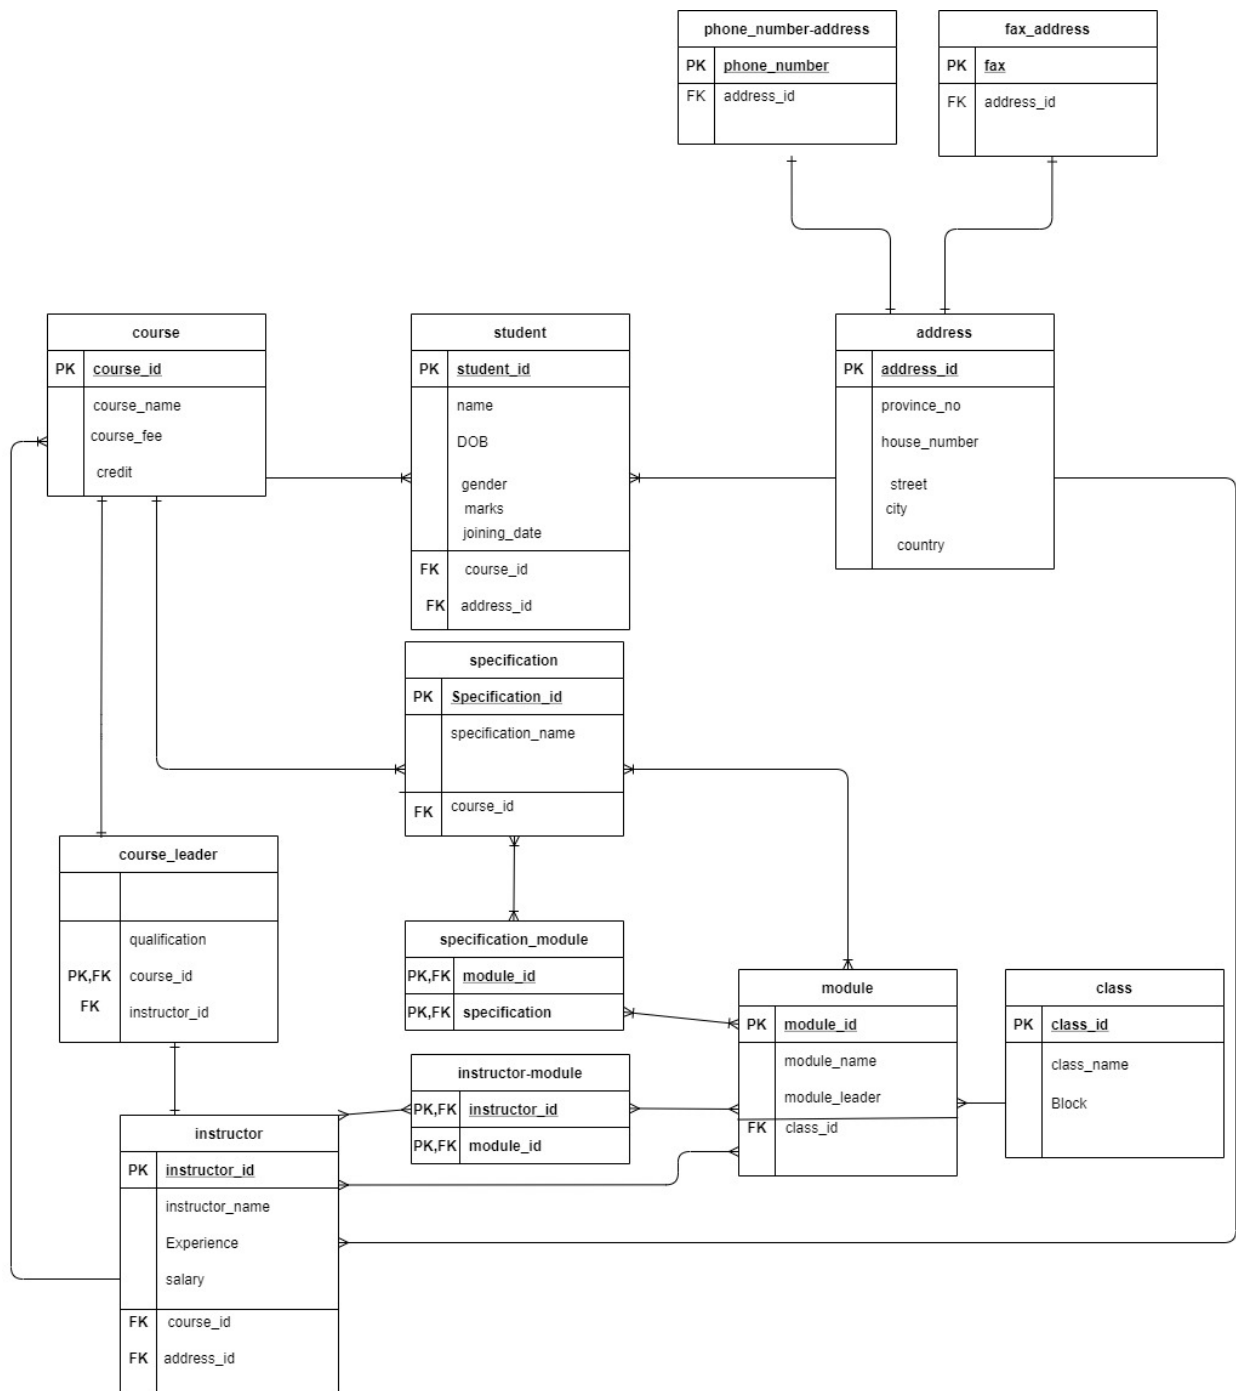 phone_number-address
PK phone_number
FK address_id
fax_address
PK fax
FK address_id
course
PK course_id
course_name
course_fee
credit
student
PK student_id
name
DOB
gender
marks
joining_date
FK course_id
FK address_id
address
PK address_id
province_no
house_number
street
city
country
specification
PK Specification_id
specification_name
FK course_id
course_leader
qualification
PK,FK course_id
FK instructor_id
specification_module
PK,FK module_id
PK,FK specification
module
PK module_id
module_name
module_leader
FK class_id
class
PK class_id
class_name
Block
instructor-module
PK,FK instructor_id
PK,FK module_id
instructor
PK instructor_id
instructor_name
Experience
salary
FK course_id
FK address_id